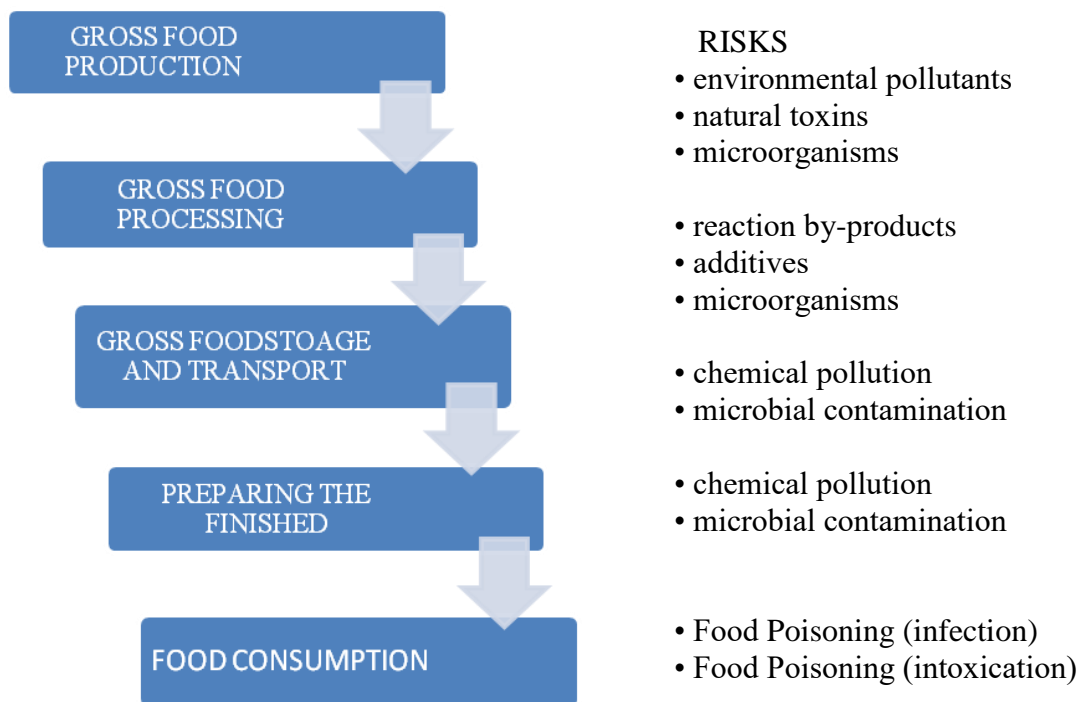 GROSS FOOD
PRODUCTION
RISKS
• environmental pollutants
• natural toxins
• microorganisms
GROSS FOOD
PROCESSING
• reaction by-products
• additives
• microorganisms
GROSS FOODSTOAGE
AND TRANSPORT
• chemical pollution
• microbial contamination
PREPARING THE
FINISHED
• chemical pollution
• microbial contamination
FOOD CONSUMPTION
• Food Poisoning (infection)
• Food Poisoning (intoxication)